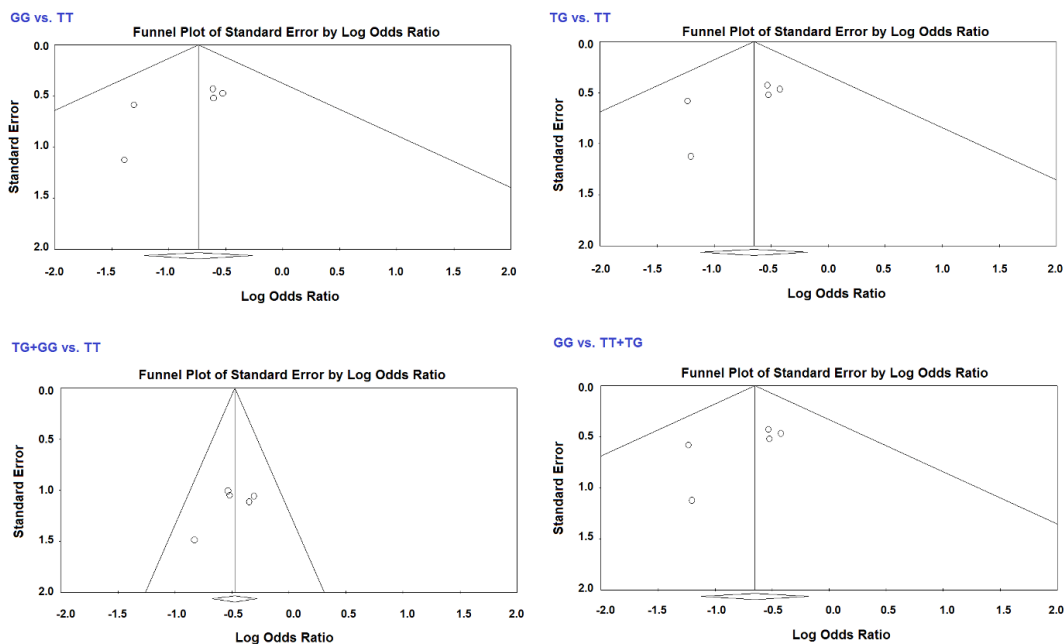 GG vs. TT
Funnel Plot of Standard Error by Log Odds Ratio
0.0
0.5
1.0
1.5
2.0
Standard Error
-2.0 -1.5 -1.0 -0.5 0.0 0.5 1.0 1.5 2.0
Log Odds Ratio
TG vs. TT
Funnel Plot of Standard Error by Log Odds Ratio
0.0
0.5
1.0
1.5
2.0
Standard Error
-2.0 -1.5 -1.0 -0.5 0.0 0.5 1.0 1.5 2.0
Log Odds Ratio
TG+GG vs. TT
Funnel Plot of Standard Error by Log Odds Ratio
0.0
0.5
1.0
1.5
2.0
Standard Error
-2.0 -1.5 -1.0 -0.5 0.0 0.5 1.0 1.5 2.0
Log Odds Ratio
GG vs. TT+TG
Funnel Plot of Standard Error by Log Odds Ratio
0.0
0.5
1.0
1.5
2.0
Standard Error
-2.0 -1.5 -1.0 -0.5 0.0 0.5 1.0 1.5 2.0
Log Odds Ratio